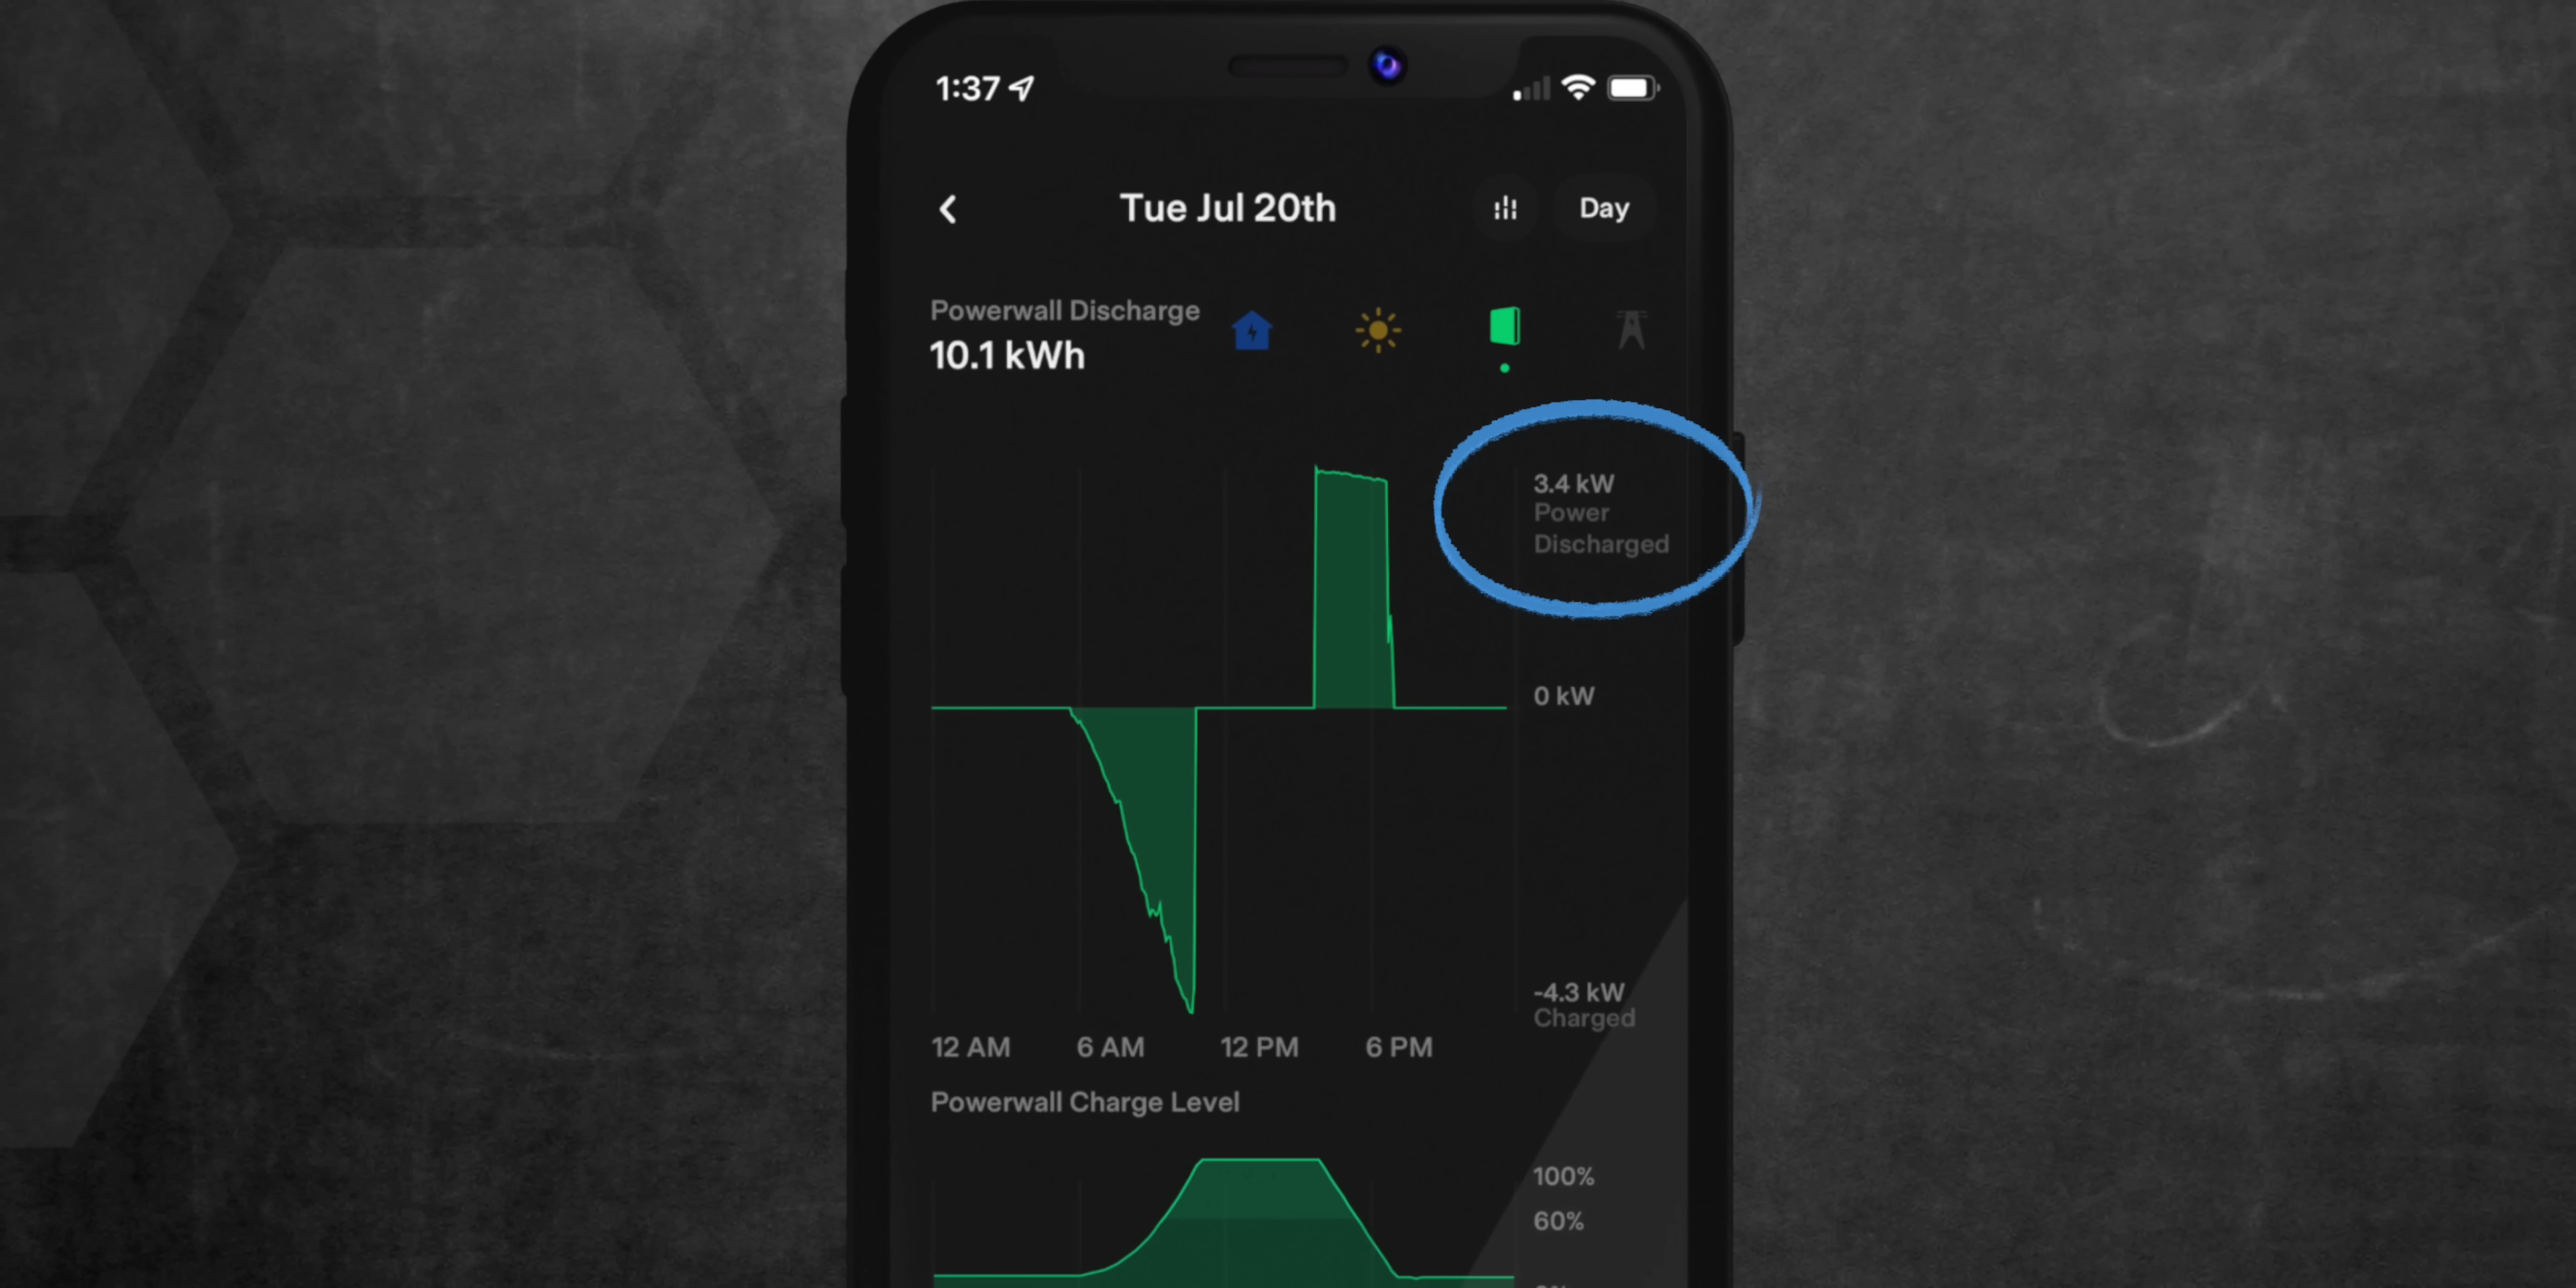 1:37
Tue Jul 20th
Day
Powerwall Discharge
10.1 kWh
3.4 kW
Power
Discharged
0 kW
-4.3 kW
Charged
12 AM 6 AM 12 PM 6 PM
Powerwall Charge Level
100%
60%